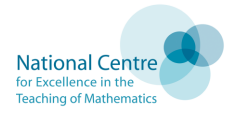 National Centre
for Excellence in the
Teaching of Mathematics